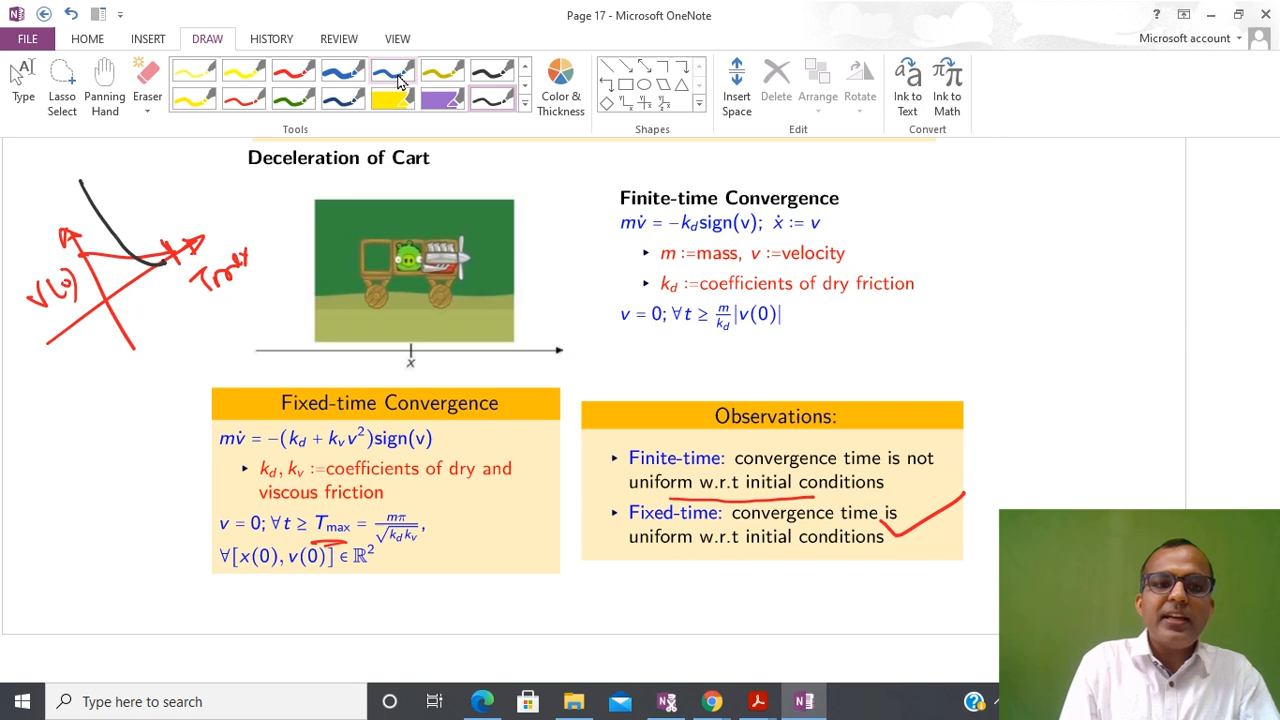 Page 17 - Microsoft OneNote
?
FILE HOME INSERT DRAW HISTORY REVIEW VIEW
Microsoft account
Type
Lasso Select
Panning Hand
Eraser
Color & Thickness
Insert Space
Delete
Arrange
Rotate
Ink to Text
Ink to Math
Tools
Shapes
Edit
Convert
Deceleration of Cart
V(0)
Tmax
x
Finite-time Convergence
mv̇ = −k_d sign(v); ẋ := v
m :=mass, v :=velocity
k_d :=coefficients of dry friction
v = 0; ∀t ≥ m/k_d |v(0)|
Fixed-time Convergence
mv̇ = −(k_d + k_v v²)sign(v)
k_d, k_v :=coefficients of dry and
viscous friction
v = 0; ∀t ≥ T_max = mπ/√(k_d k_v),
∀[x(0), v(0)] ∈ ℝ²
Observations:
Finite-time: convergence time is not
uniform w.r.t initial conditions
Fixed-time: convergence time is
uniform w.r.t initial conditions
Type here to search